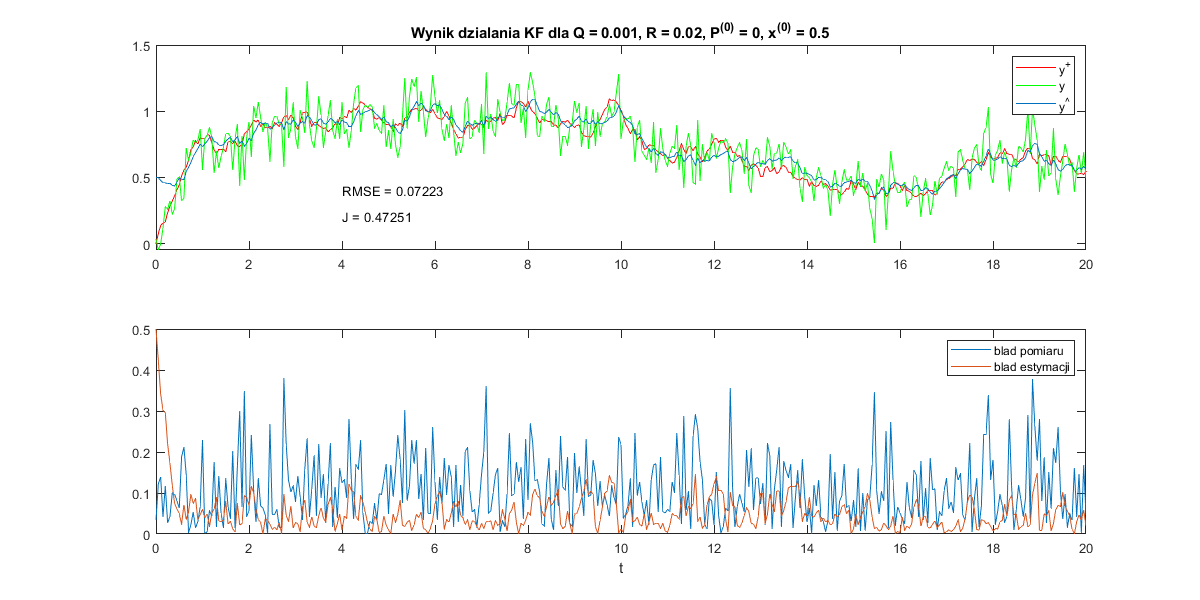 Wynik dzialania KF dla Q = 0.001, R = 0.02, P^(0) = 0, x^(0) = 0.5
1.5
1
0.5
0
y^+
y
y^^
RMSE = 0.07223
J = 0.47251
0 2 4 6 8 10 12 14 16 18 20
0.5
0.4
0.3
0.2
0.1
0
blad pomiaru
blad estymacji
0 2 4 6 8 10 12 14 16 18 20
t